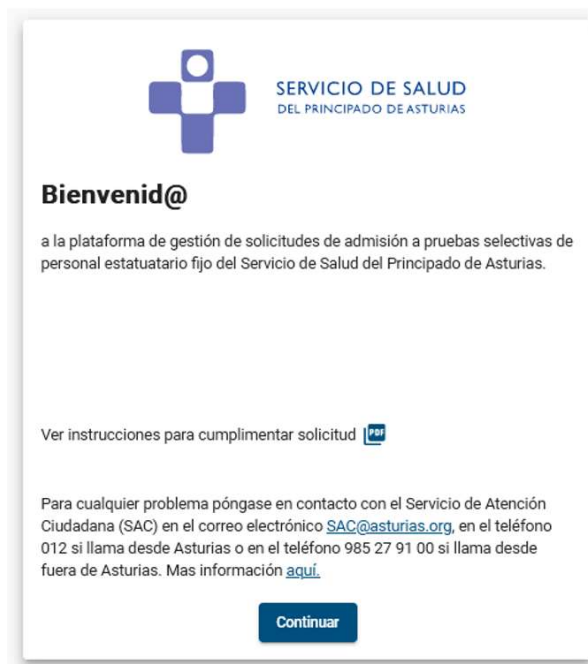 SERVICIO DE SALUD
DEL PRINCIPADO DE ASTURIAS
Bienvenid@
a la plataforma de gestión de solicitudes de admisión a pruebas selectivas de
personal estatuatario fijo del Servicio de Salud del Principado de Asturias.
Ver instrucciones para cumplimentar solicitud PDF
Para cualquier problema póngase en contacto con el Servicio de Atención
Ciudadana (SAC) en el correo electrónico SAC@asturias.org, en el teléfono
012 si llama desde Asturias o en el teléfono 985 27 91 00 si llama desde
fuera de Asturias. Mas información aquí.
Continuar